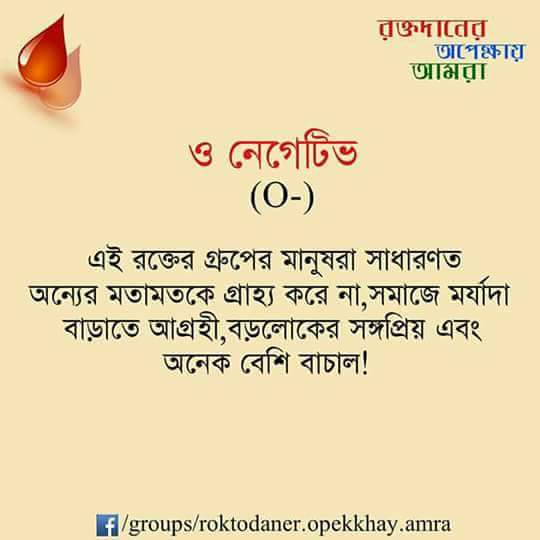 রক্তদানের
অপেক্ষায়
আমরা
ও নেগেটিভ
(O-)
এই রক্তের গ্রুপের মানুষরা সাধারণত
অন্যের মতামতকে গ্রাহ্য করে না,সমাজে মর্যাদা
বাড়াতে আগ্রহী,বড়লোকের সঙ্গপ্রিয় এবং
অনেক বেশি বাচাল!
f/groups/roktodaner.opekkhay.amra